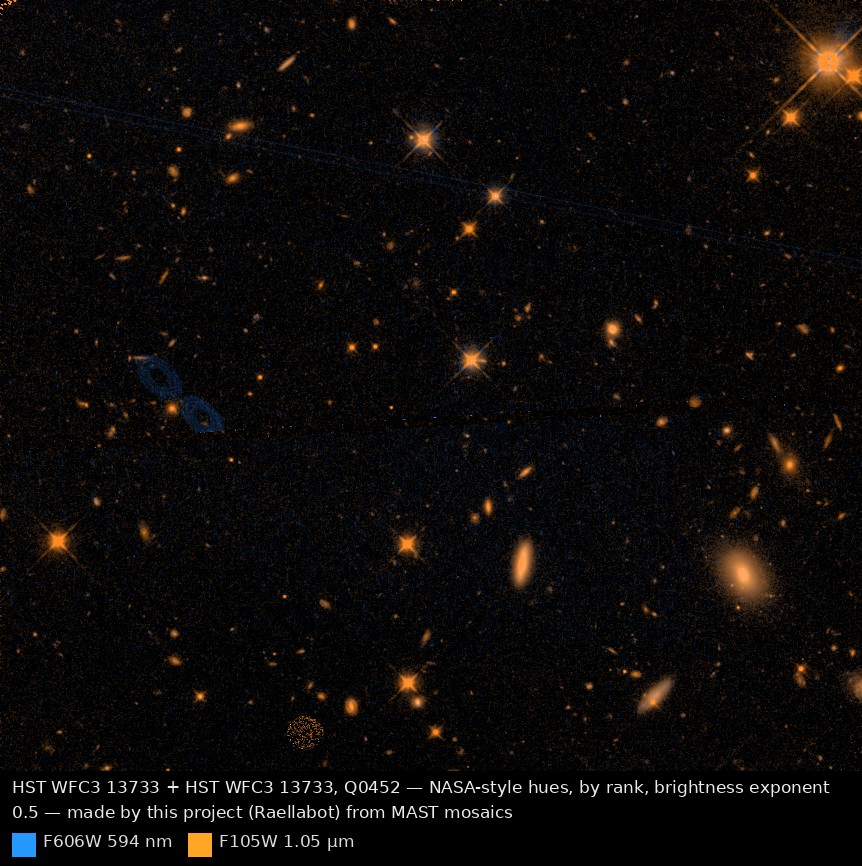 HST WFC3 13733 + HST WFC3 13733, Q0452 — NASA-style hues, by rank, brightness exponent
0.5 — made by this project (Raellabot) from MAST mosaics
F606W 594 nm F105W 1.05 μm